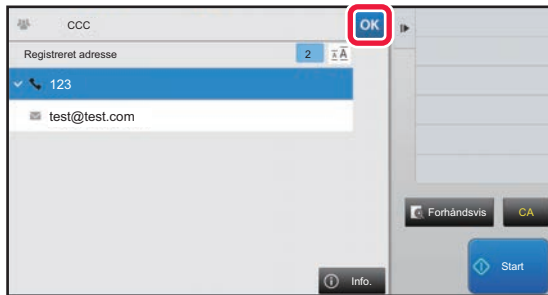 CCC OK
Registreret adresse 2 A A
123
test@test.com
Forhåndsvis CA
Info. Start